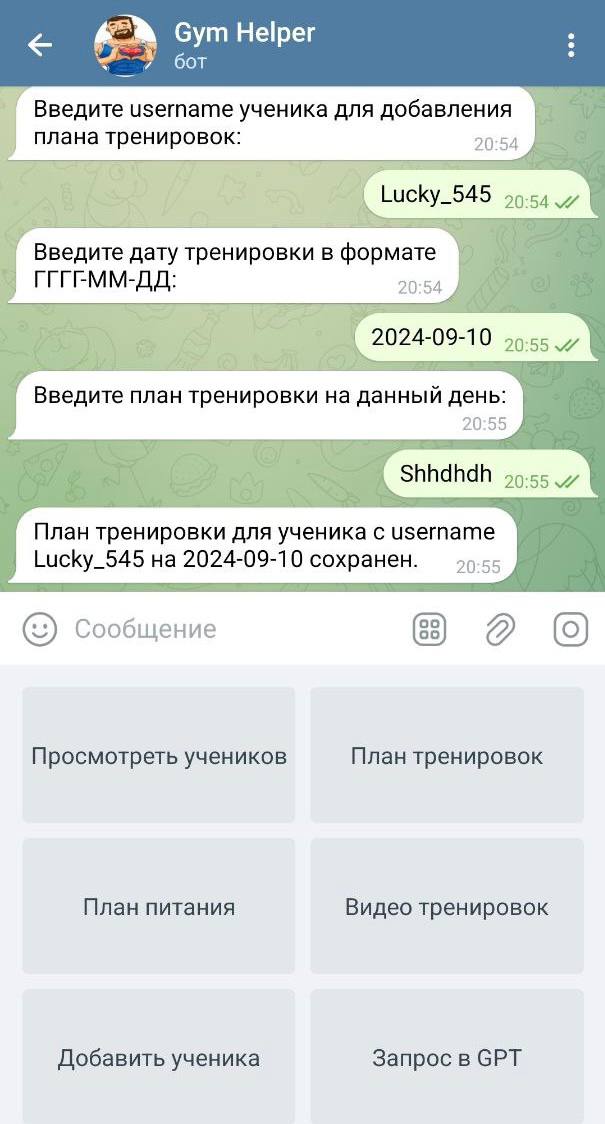 Gym Helper
бот
Введите username ученика для добавления
плана тренировок:
20:54
Lucky_545
20:54
Введите дату тренировки в формате
ГГГГ-ММ-ДД:
20:54
2024-09-10
20:55
Введите план тренировки на данный день:
20:55
Shhdhdh
20:55
План тренировки для ученика с username
Lucky_545 на 2024-09-10 сохранен.
20:55
Сообщение
Просмотреть учеников
План тренировок
План питания
Видео тренировок
Добавить ученика
Запрос в GPT